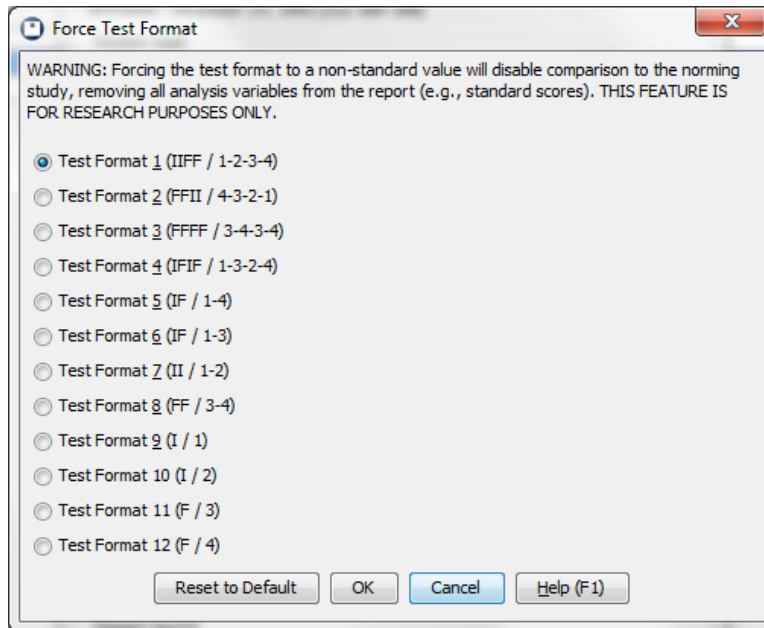 Force Test Format
WARNING: Forcing the test format to a non-standard value will disable comparison to the norming
study, removing all analysis variables from the report (e.g., standard scores). THIS FEATURE IS
FOR RESEARCH PURPOSES ONLY.
Test Format 1 (IIFF / 1-2-3-4)
Test Format 2 (FFII / 4-3-2-1)
Test Format 3 (FFFF / 3-4-3-4)
Test Format 4 (IFIF / 1-3-2-4)
Test Format 5 (IF / 1-4)
Test Format 6 (IF / 1-3)
Test Format 7 (II / 1-2)
Test Format 8 (FF / 3-4)
Test Format 9 (I / 1)
Test Format 10 (I / 2)
Test Format 11 (F / 3)
Test Format 12 (F / 4)
Reset to Default OK Cancel Help (F1)